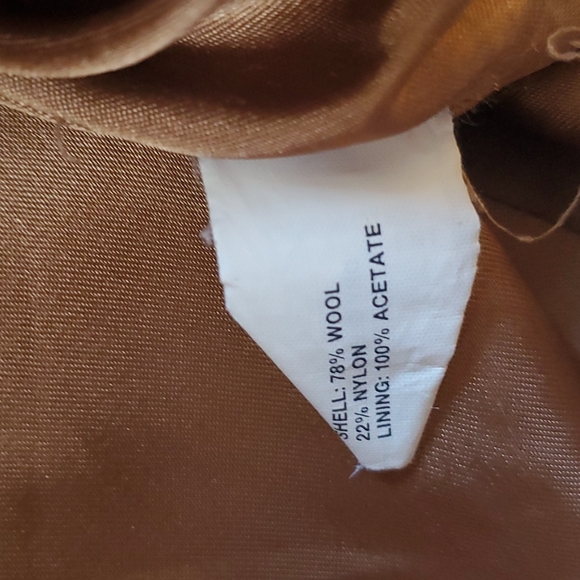 SHELL: 78% WOOL
22% NYLON
LINING: 100% ACETATE